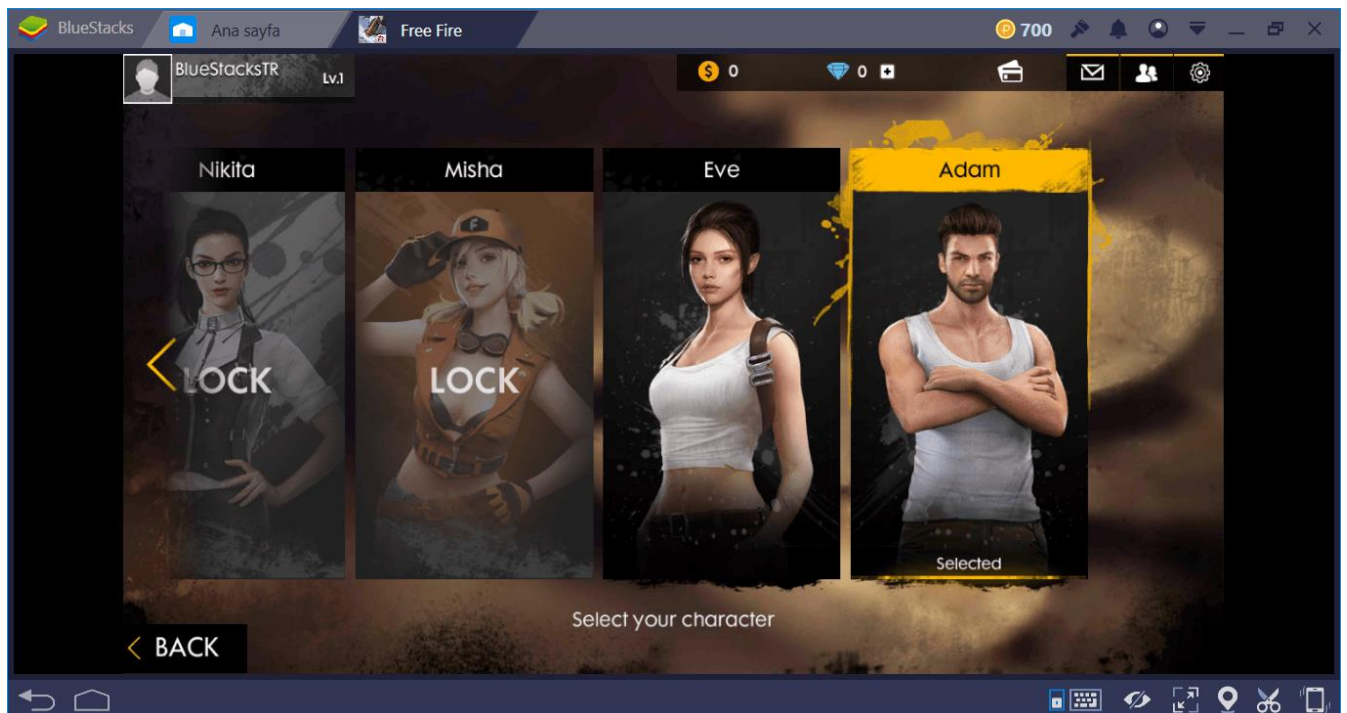 BlueStacks
Ana sayfa
Free Fire
P 700
BlueStacksTR
Lv.1
$ 0
0
Nikita
Misha
Eve
Adam
LOCK
F
LOCK
Selected
Select your character
< BACK